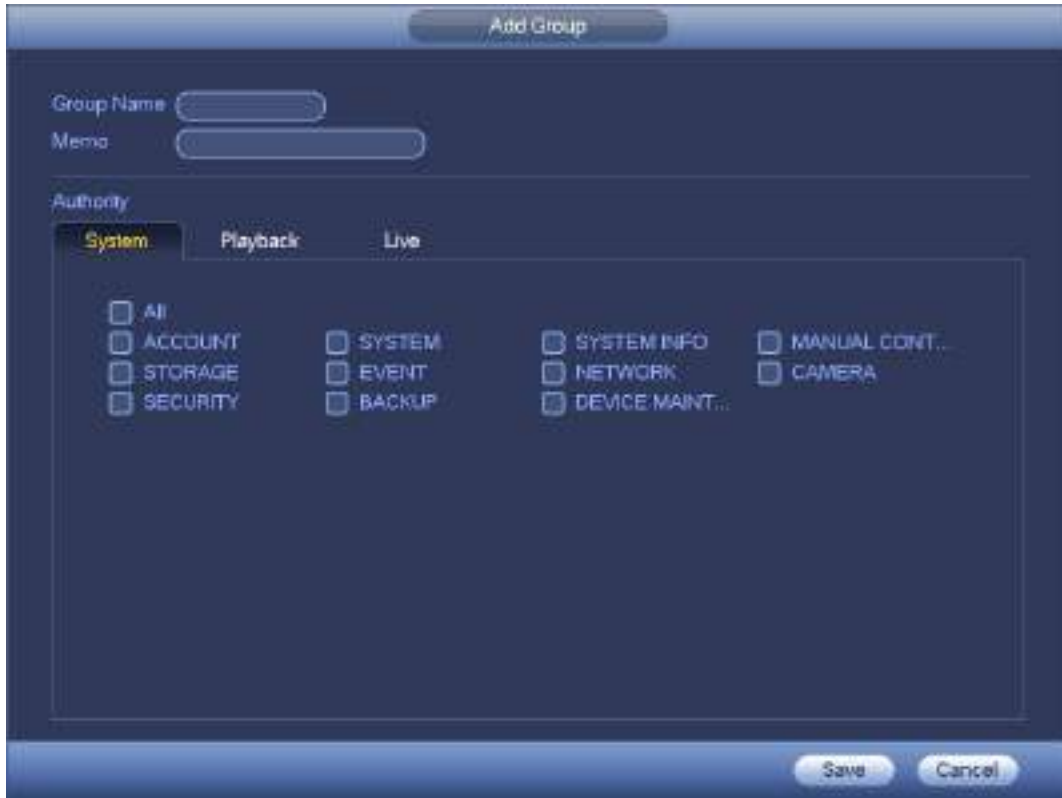 Add Group
Group Name
Memo
Authority
System Playback Live
All
ACCOUNT SYSTEM SYSTEM INFO MANUAL CONT...
STORAGE EVENT NETWORK CAMERA
SECURITY BACKUP DEVICE MAINT...
Save Cancel